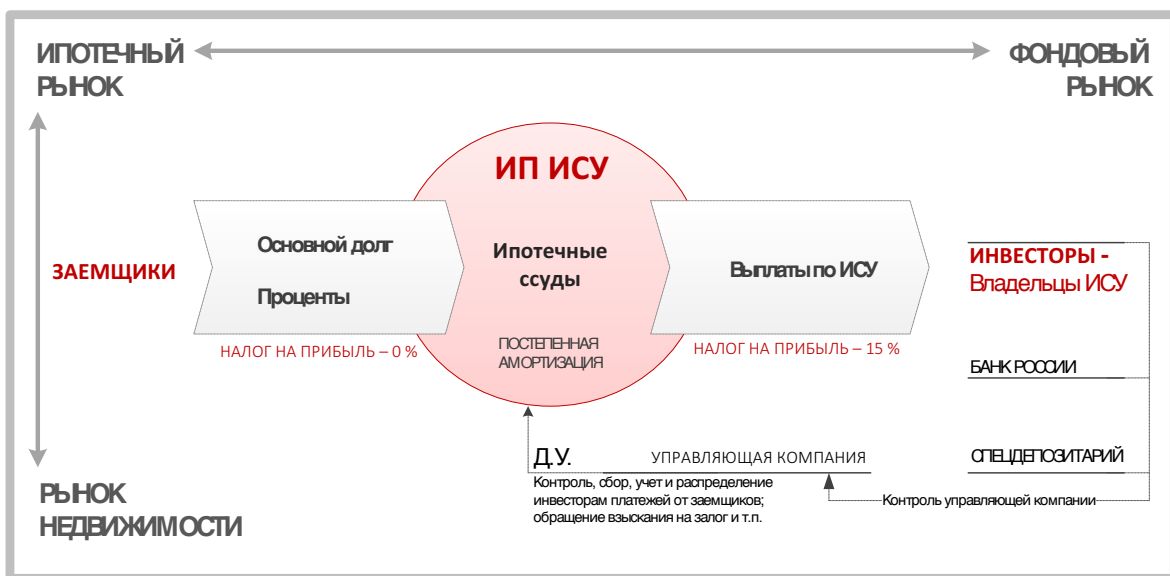 ИПОТЕЧНЫЙ
РЫНОК
ФОНДОВЫЙ
РЫНОК
ИП ИСУ
ЗАЕМЩИКИ
Основной долг
Проценты
Ипотечные
ссуды
Выплаты по ИСУ
ИНВЕСТОРЫ -
Владельцы ИСУ
НАЛОГ НА ПРИБЫЛЬ – 0 %
ПОСТЕПЕННАЯ
АМОРТИЗАЦИЯ
НАЛОГ НА ПРИБЫЛЬ – 15 %
БАНК РОССИИ
Д.У.
УПРАВЛЯЮЩАЯ КОМПАНИЯ
СПЕЦДЕПОЗИТАРИЙ
Контроль, сбор, учет и распределение
инвесторам платежей от заемщиков;
обращение взыскания на залог и т.п.
Контроль управляющей компании
РЫНОК
НЕДВИЖИМОСТИ